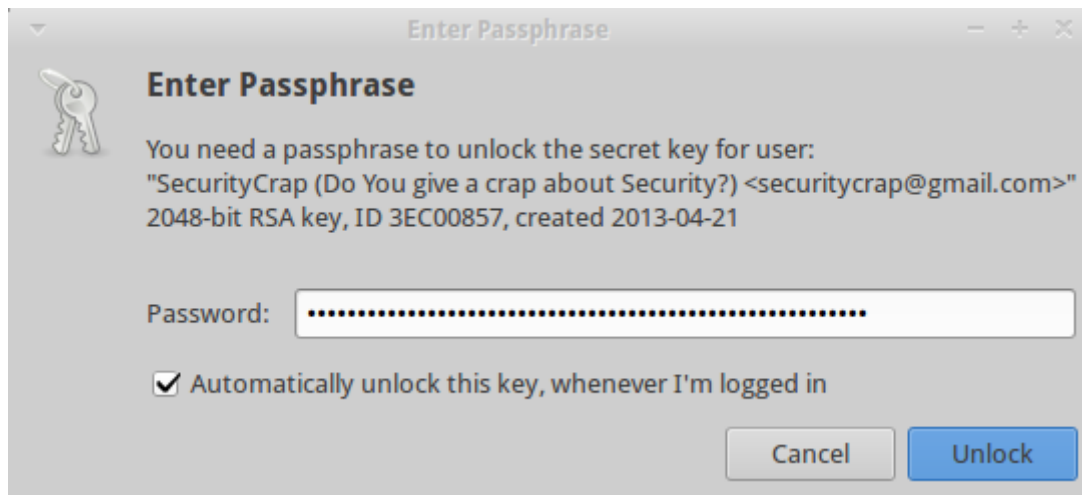 Enter Passphrase
Enter Passphrase
You need a passphrase to unlock the secret key for user:
"SecurityCrap (Do You give a crap about Security?) <securitycrap@gmail.com>"
2048-bit RSA key, ID 3EC00857, created 2013-04-21
Password:
Automatically unlock this key, whenever I'm logged in
Cancel Unlock